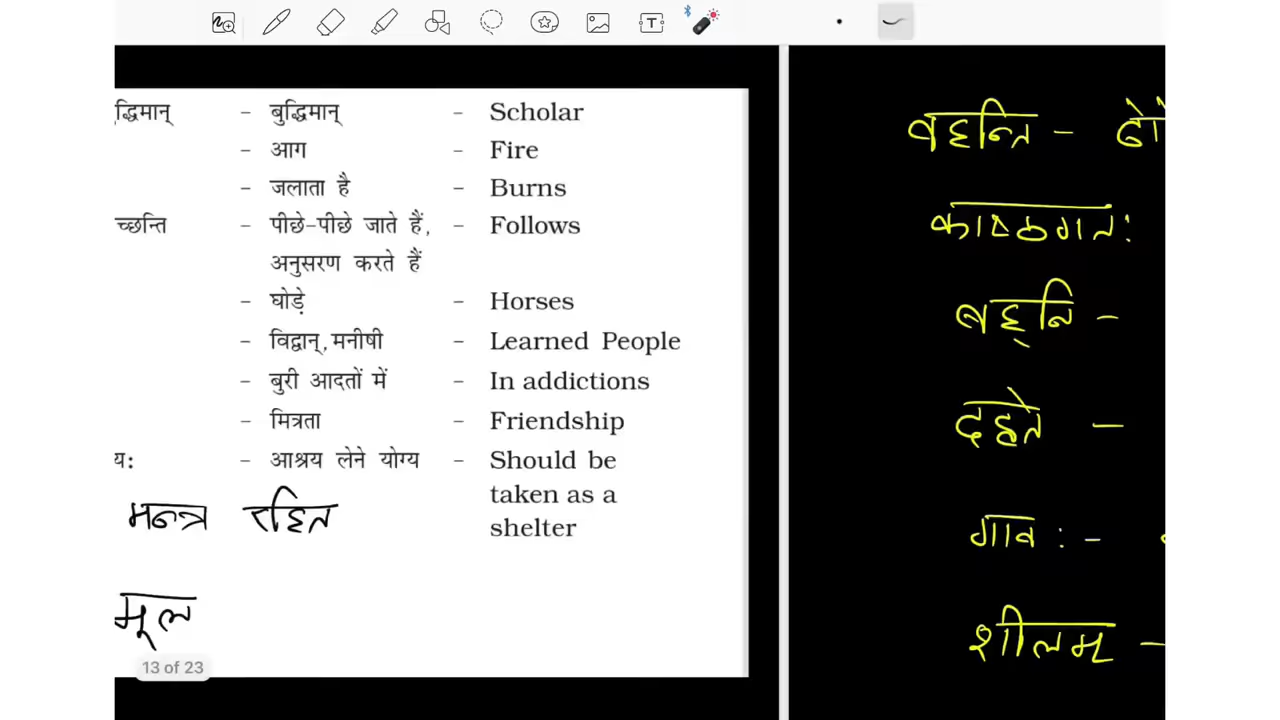 द्धिमान् - बुद्धिमान् - Scholar
- आग - Fire
- जलाता है - Burns
च्छन्ति - पीछे-पीछे जाते हैं, - Follows
अनुसरण करते हैं
- घोड़े - Horses
- विद्वान्, मनीषी - Learned People
- बुरी आदतों में - In addictions
- मित्रता - Friendship
यः - आश्रय लेने योग्य - Should be
taken as a
shelter
मन्त्र रहित
मूल
13 of 23
वहन्ति -
काष्ठगतः
वह्नि -
दहते -
गावः -
शीलम् -